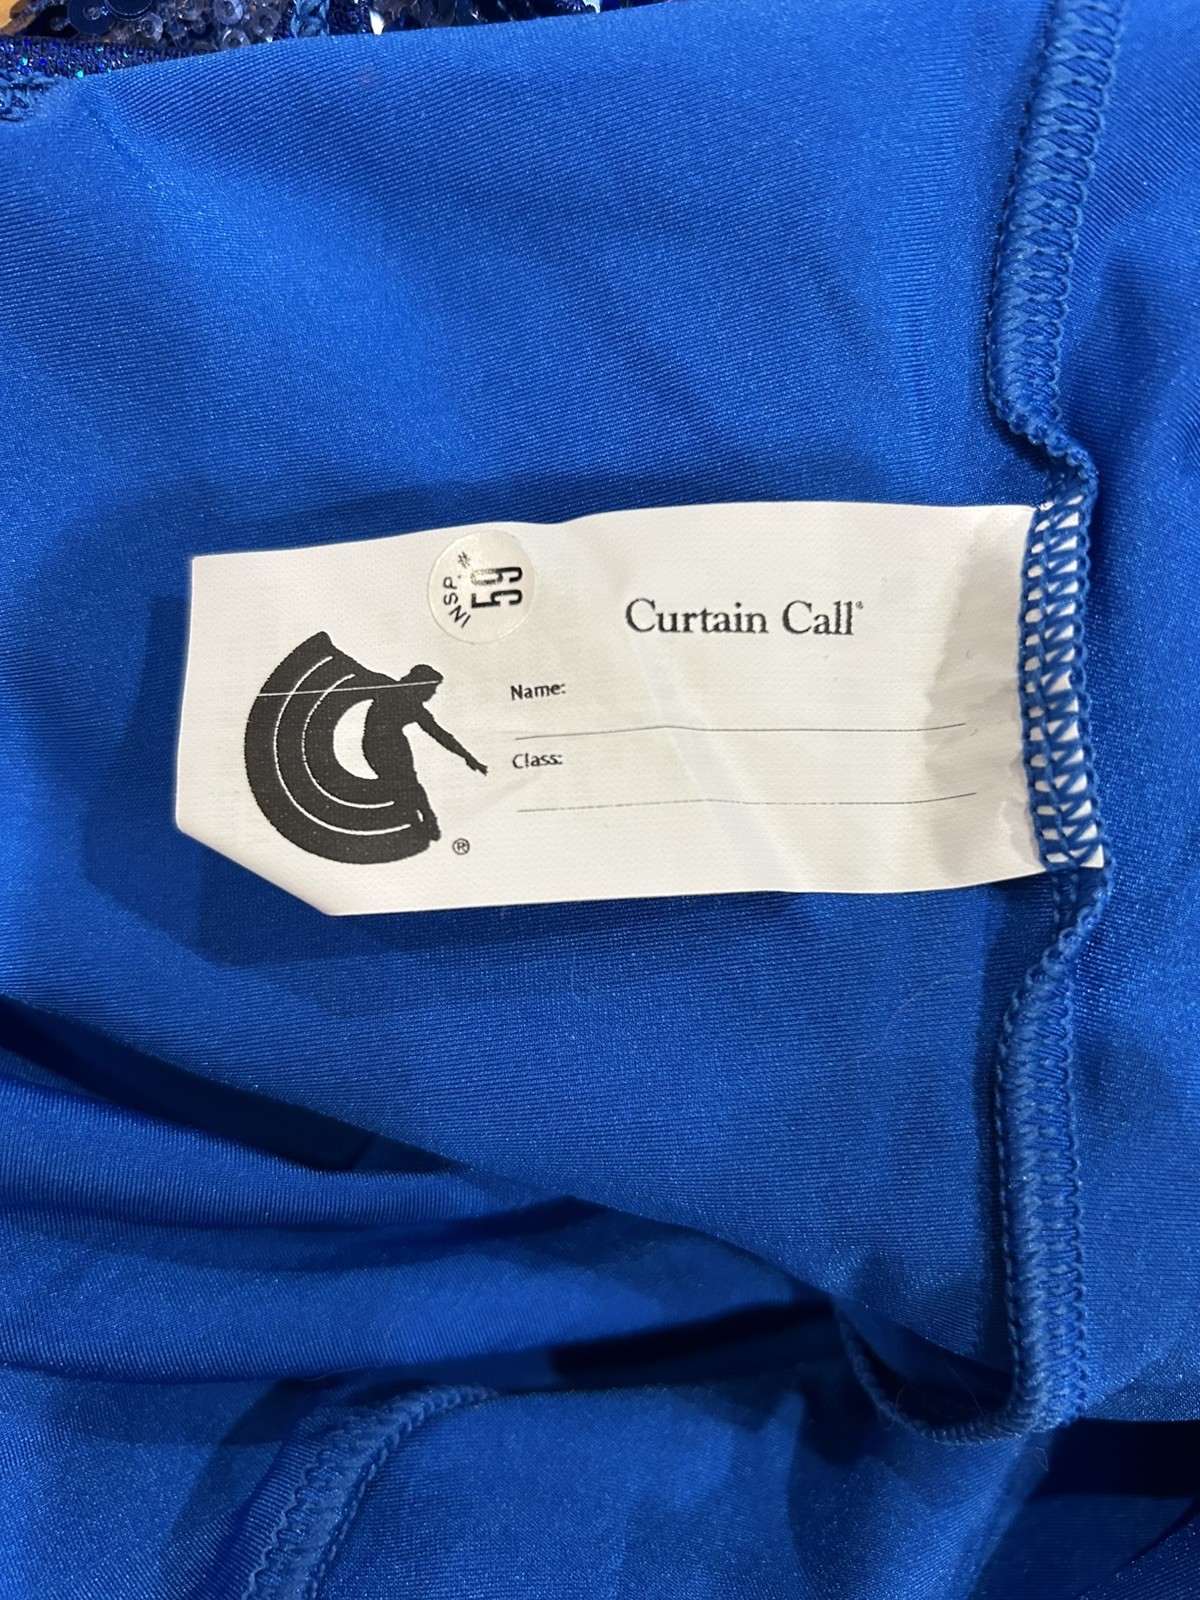 INSP. #
59
Curtain Call®
Name:
Class:
®